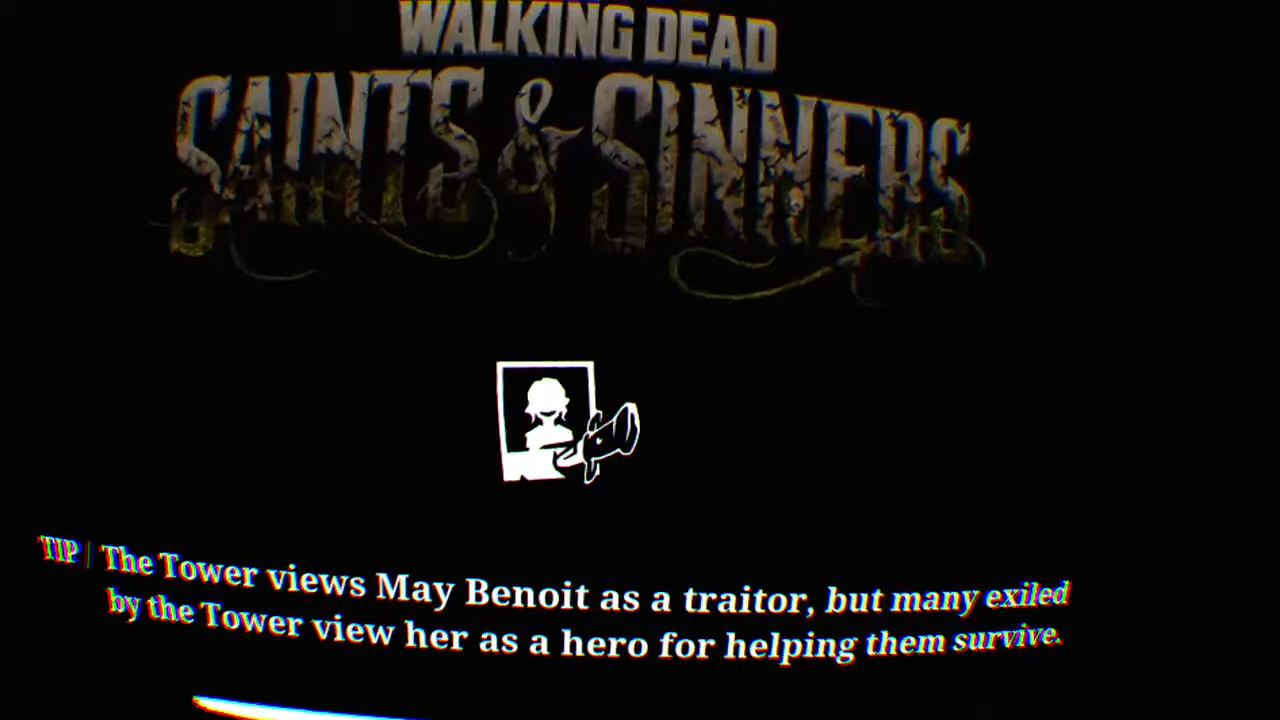 WALKING DEAD
SAINTS & SINNERS
TIP | The Tower views May Benoit as a traitor, but many exiled
by the Tower view her as a hero for helping them survive.